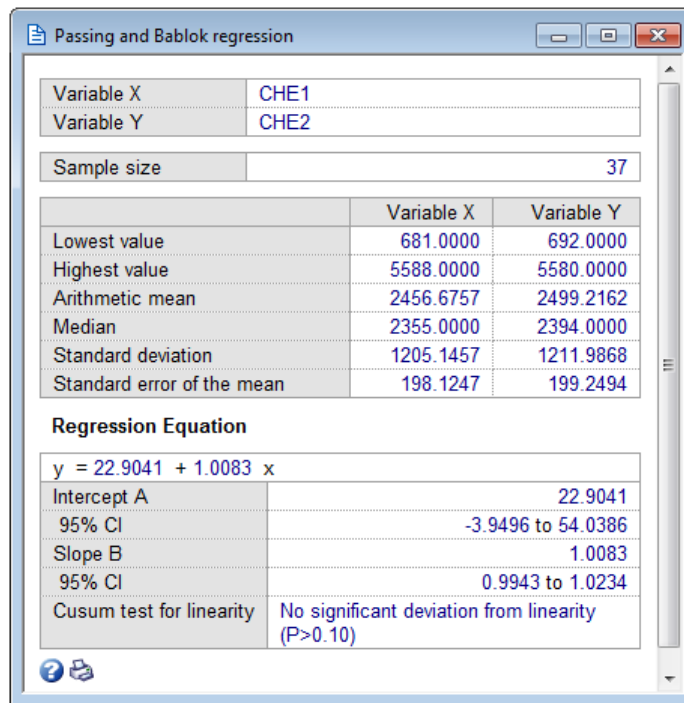 Passing and Bablok regression
Variable X CHE1
Variable Y CHE2
Sample size 37
Variable X Variable Y
Lowest value 681.0000 692.0000
Highest value 5588.0000 5580.0000
Arithmetic mean 2456.6757 2499.2162
Median 2355.0000 2394.0000
Standard deviation 1205.1457 1211.9868
Standard error of the mean 198.1247 199.2494
Regression Equation
y = 22.9041 + 1.0083 x
Intercept A 22.9041
95% CI -3.9496 to 54.0386
Slope B 1.0083
95% CI 0.9943 to 1.0234
Cusum test for linearity No significant deviation from linearity
(P>0.10)